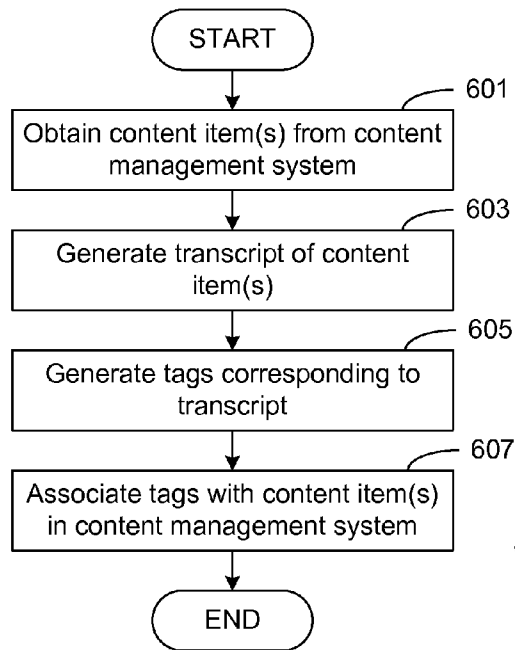 START
601
Obtain content item(s) from content
management system
603
Generate transcript of content
item(s)
605
Generate tags corresponding to
transcript
607
Associate tags with content item(s)
in content management system
END